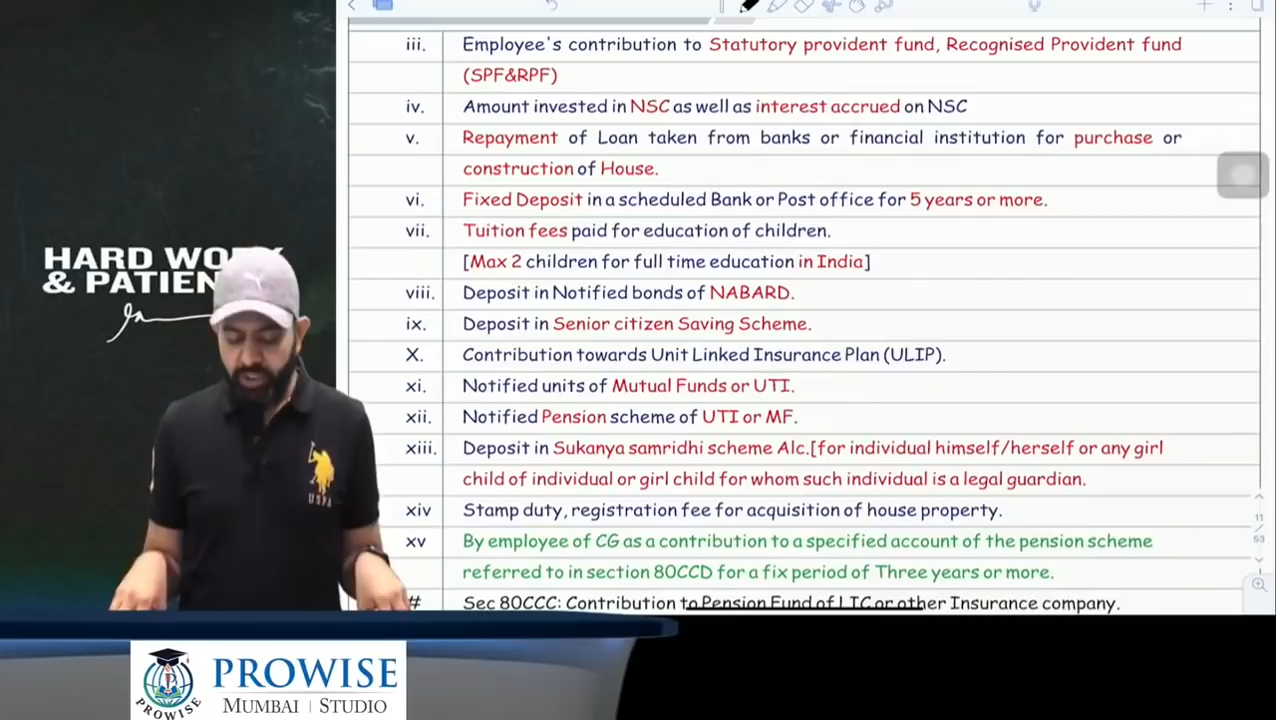 iii. Employee's contribution to Statutory provident fund, Recognised Provident fund
(SPF&RPF)
iv. Amount invested in NSC as well as interest accrued on NSC
v. Repayment of Loan taken from banks or financial institution for purchase or
construction of House.
vi. Fixed Deposit in a scheduled Bank or Post office for 5 years or more.
vii. Tuition fees paid for education of children.
[Max 2 children for full time education in India]
viii. Deposit in Notified bonds of NABARD.
ix. Deposit in Senior citizen Saving Scheme.
X. Contribution towards Unit Linked Insurance Plan (ULIP).
xi. Notified units of Mutual Funds or UTI.
xii. Notified Pension scheme of UTI or MF.
xiii. Deposit in Sukanya samridhi scheme Alc.[for individual himself/herself or any girl
child of individual or girl child for whom such individual is a legal guardian.
xiv Stamp duty, registration fee for acquisition of house property.
xv By employee of CG as a contribution to a specified account of the pension scheme
referred to in section 80CCD for a fix period of Three years or more.
# Sec 80CCC: Contribution to Pension Fund of LIC or other Insurance company.
11
53
HARD
& PATIEN
USPA
PROWISE
PROWISE
MUMBAI | STUDIO